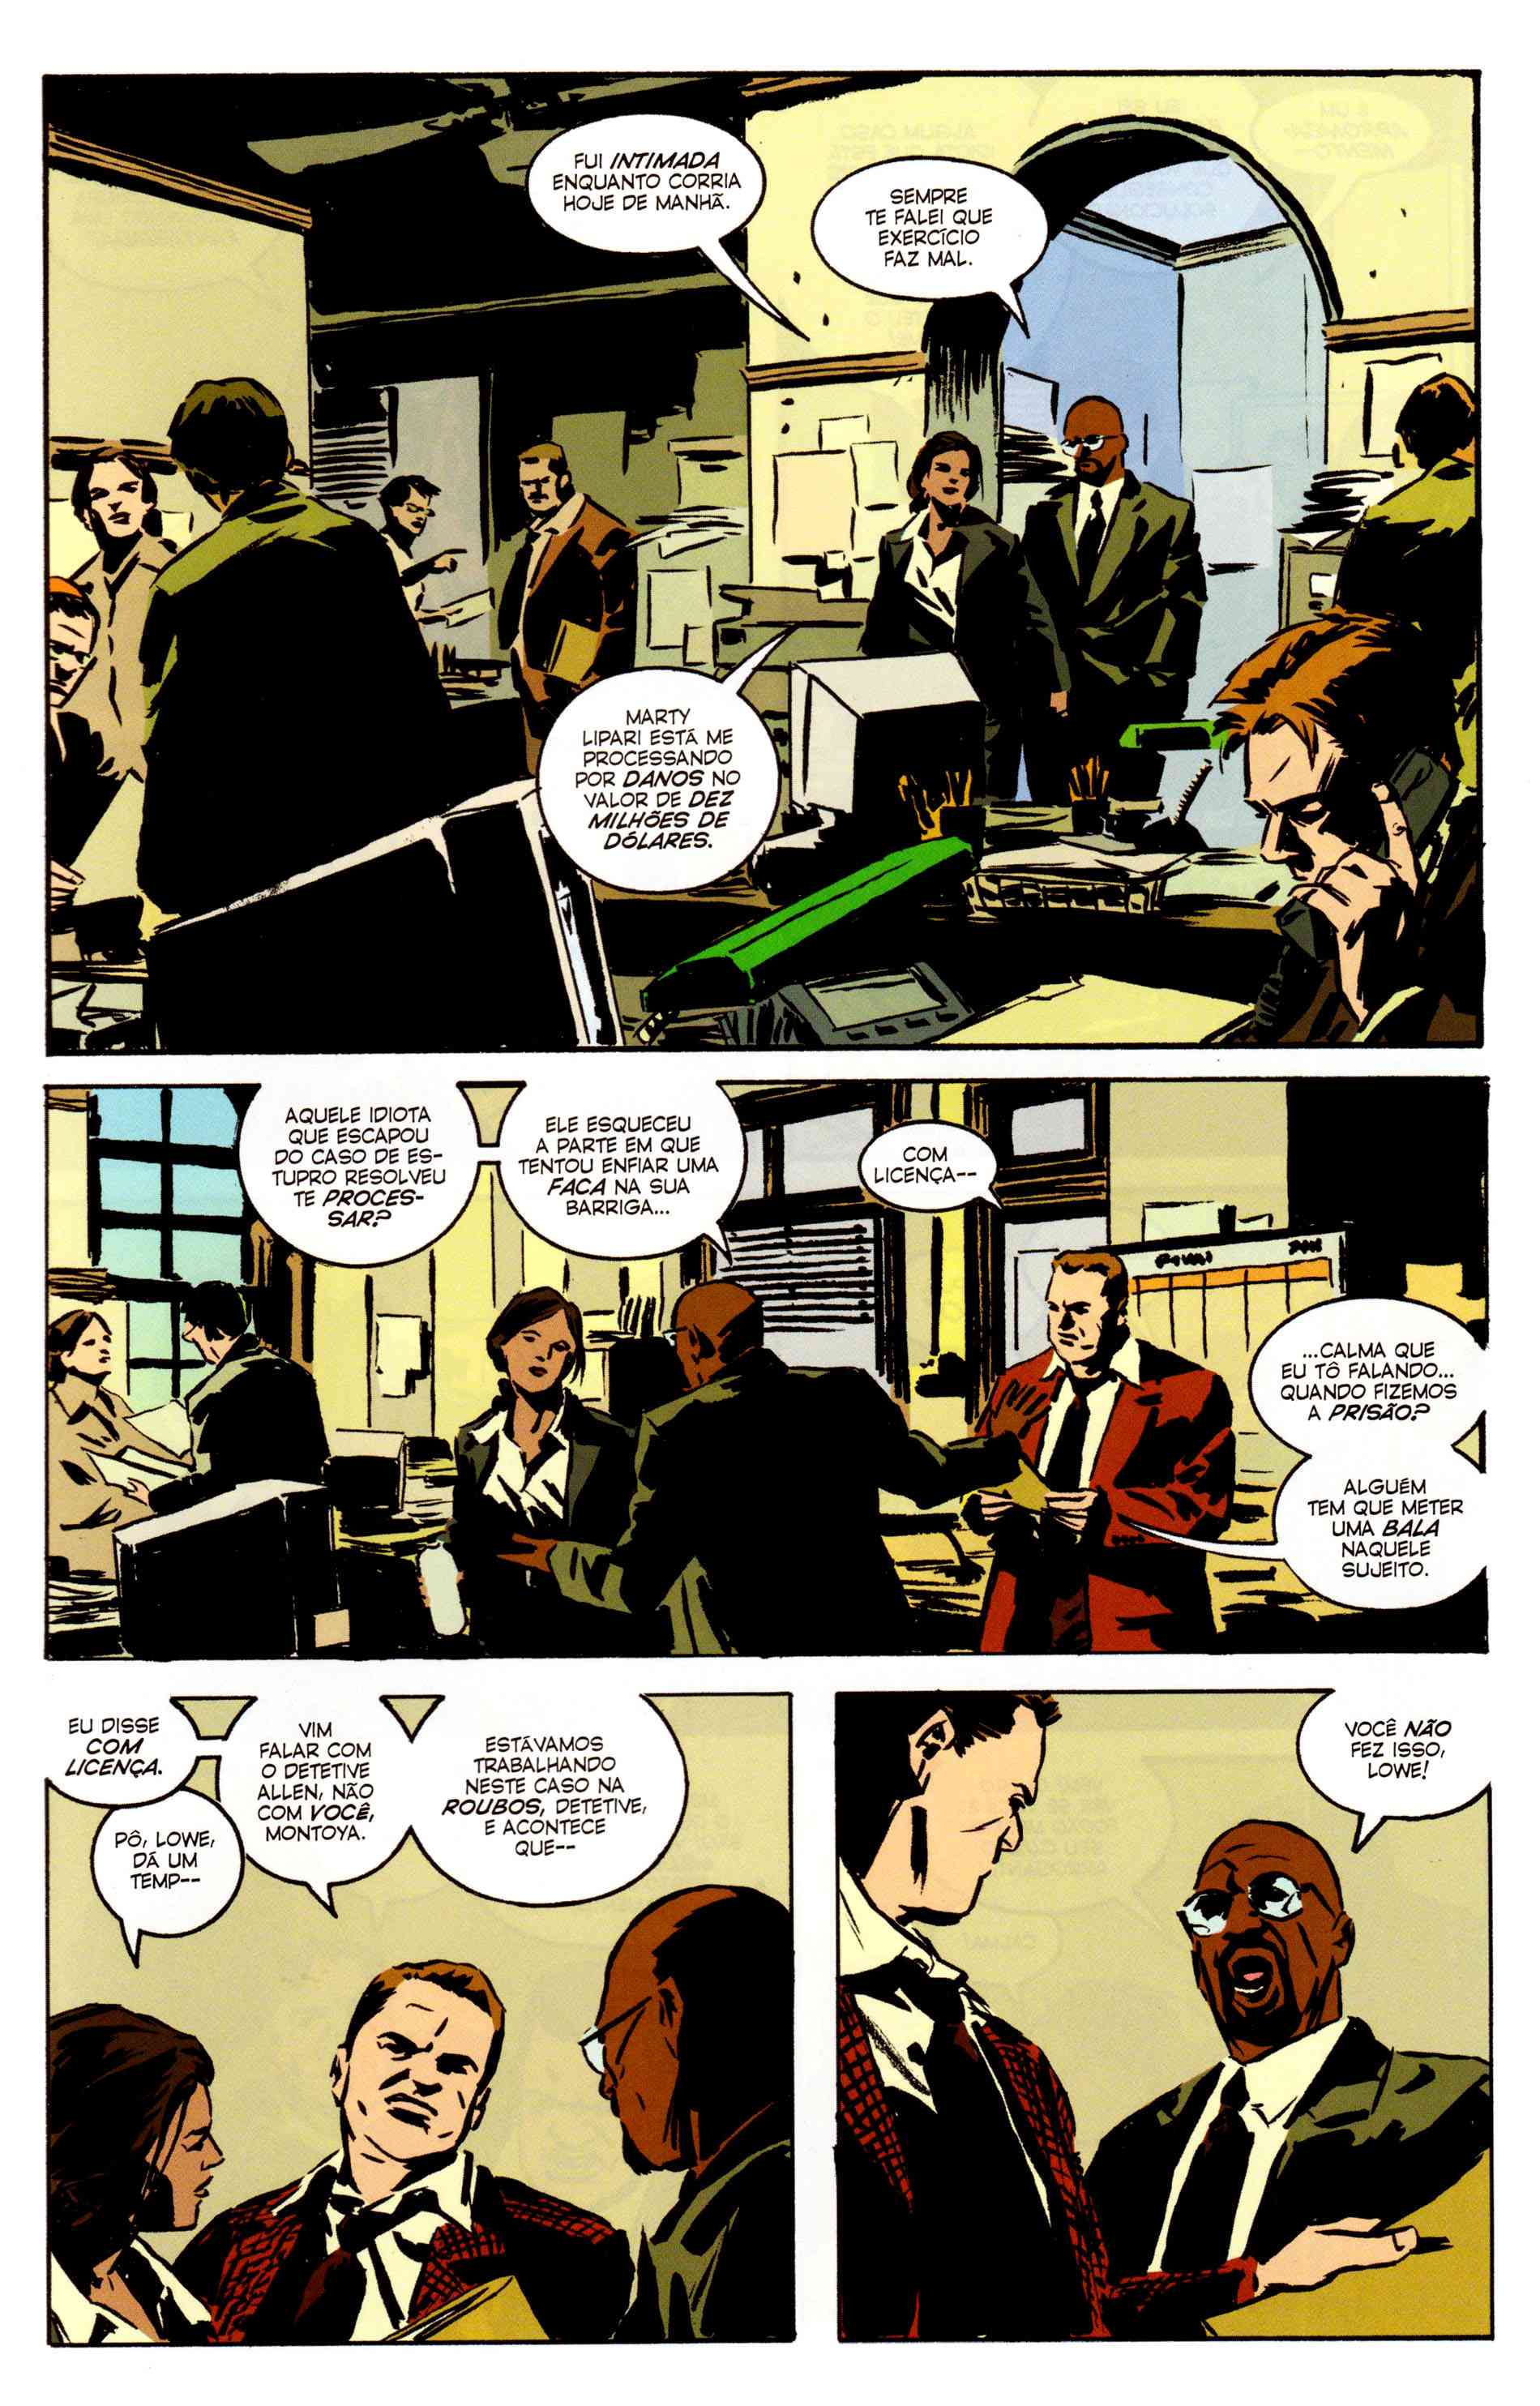 FUI INTIMADA
ENQUANTO CORRIA
HOJE DE MANHÃ.
SEMPRE
TE FALEI QUE
EXERCÍCIO
FAZ MAL.
MARTY
LIPARI ESTÁ ME
PROCESSANDO
POR DANOS NO
VALOR DE DEZ
MILHÕES DE
DÓLARES.
AQUELE IDIOTA
QUE ESCAPOU
DO CASO DE ES-
TUPRO RESOLVEU
TE PROCES-
SAR?
ELE ESQUECEU
A PARTE EM QUE
TENTOU ENFIAR UMA
FACA NA SUA
BARRIGA...
COM
LICENÇA--
...CALMA QUE
EU TÔ FALANDO...
QUANDO FIZEMOS
A PRISÃO?
ALGUÉM
TEM QUE METER
UMA BALA
NAQUELE
SUJEITO.
EU DISSE
COM
LICENÇA.
PÔ, LOWE,
DÁ UM
TEMP--
VIM
FALAR COM
O DETETIVE
ALLEN, NÃO
COM VOCÊ,
MONTOYA.
ESTÁVAMOS
TRABALHANDO
NESTE CASO NA
ROUBOS, DETETIVE,
E ACONTECE
QUE--
VOCÊ NÃO
FEZ ISSO,
LOWE!